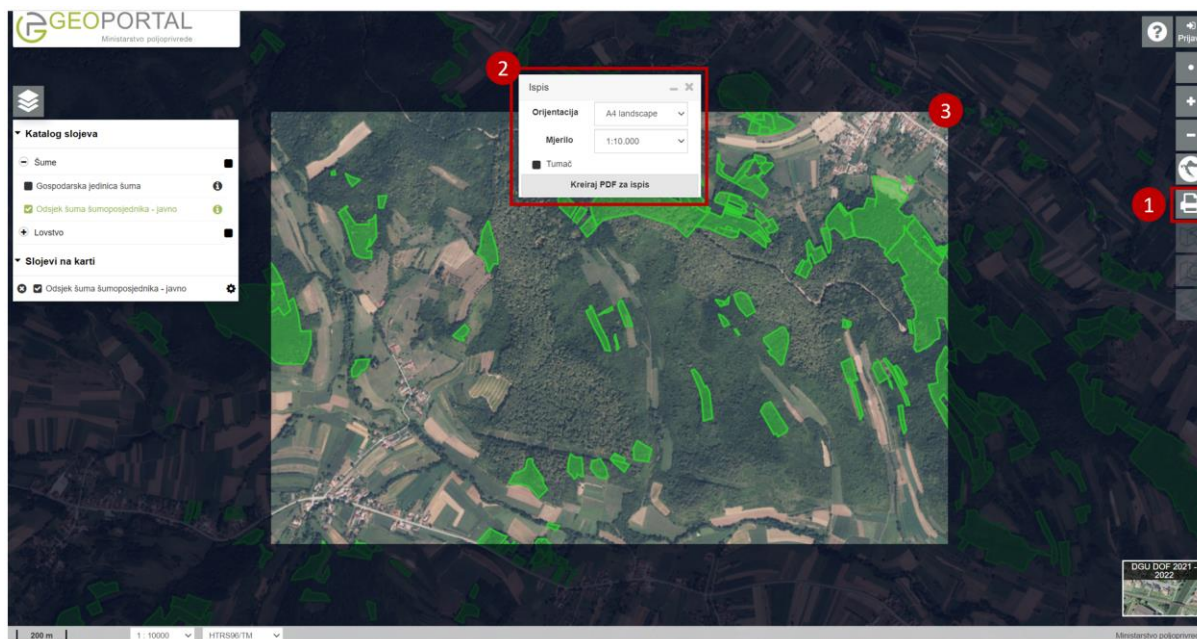 GEOPORTAL
Ministarstvo poljoprivrede
?
2
Ispis
Orijentacija A4 landscape
Mjerilo 1:10.000
Tumač
Kreiraj PDF za ispis
3
1
Katalog slojeva
Šume
Gospodarska jedinica šuma
Odsjek šuma šumoposjednika - javno
Lovstvo
Slojevi na karti
Odsjek šuma šumoposjednika - javno
DGU DOF 2021 -
2022
200 m 1 : 10000 HTRS96/TM
Ministarstvo